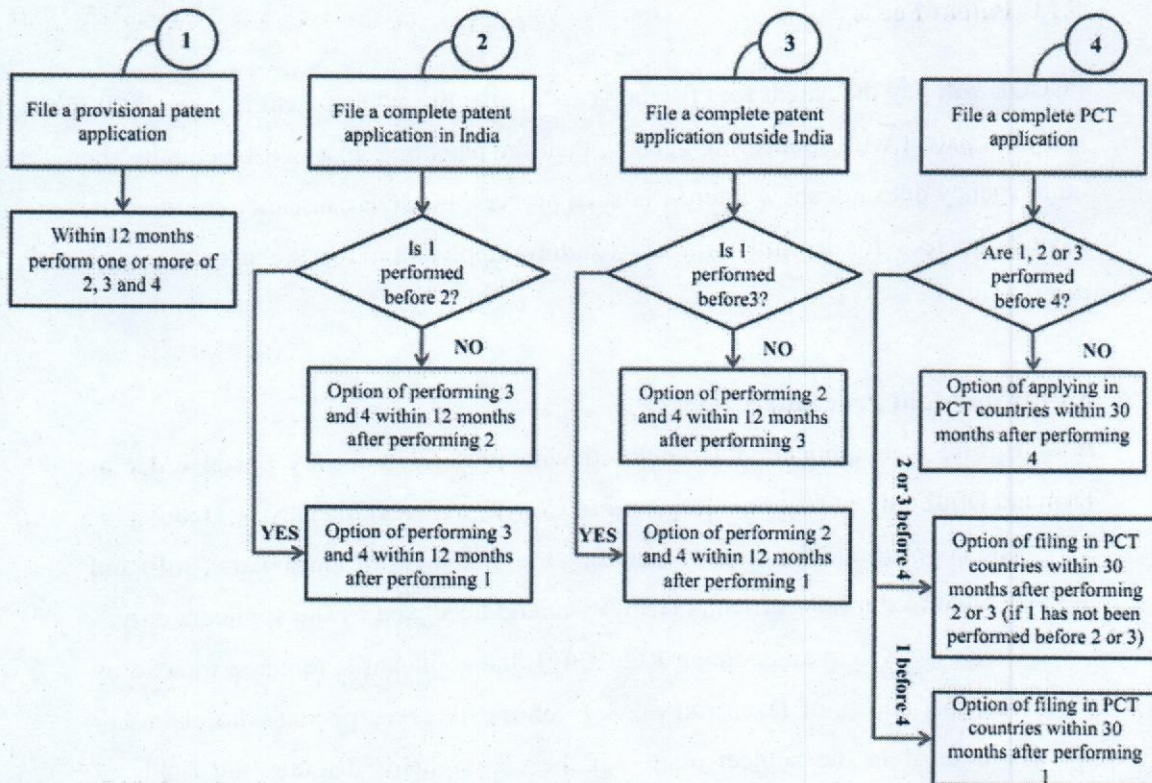 1
File a provisional patent
application
Within 12 months
perform one or more of
2, 3 and 4
2
File a complete patent
application in India
Is 1
performed
before 2?
NO
Option of performing 3
and 4 within 12 months
after performing 2
YES
Option of performing 3
and 4 within 12 months
after performing 1
3
File a complete patent
application outside India
Is 1
performed
before3?
NO
Option of performing 2
and 4 within 12 months
after performing 3
YES
Option of performing 2
and 4 within 12 months
after performing 1
4
File a complete PCT
application
Are 1, 2 or 3
performed
before 4?
NO
Option of applying in
PCT countries within 30
months after performing
4
2 or 3 before 4
Option of filing in PCT
countries within 30
months after performing
2 or 3 (if 1 has not been
performed before 2 or 3)
1 before 4
Option of filing in PCT
countries within 30
months after performing